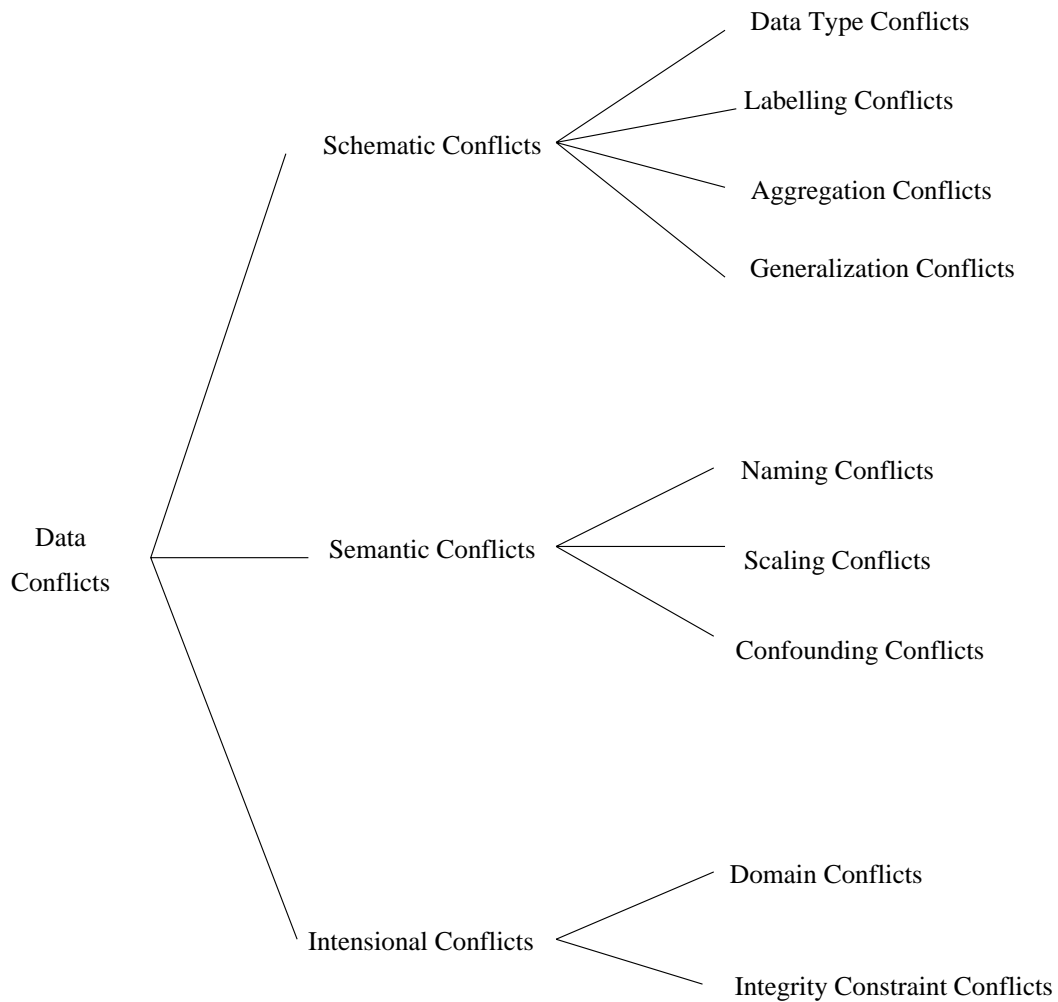 Data Type Conflicts
Labelling Conflicts
Schematic Conflicts
Aggregation Conflicts
Generalization Conflicts
Naming Conflicts
Data
Conflicts
Semantic Conflicts
Scaling Conflicts
Confounding Conflicts
Domain Conflicts
Intensional Conflicts
Integrity Constraint Conflicts